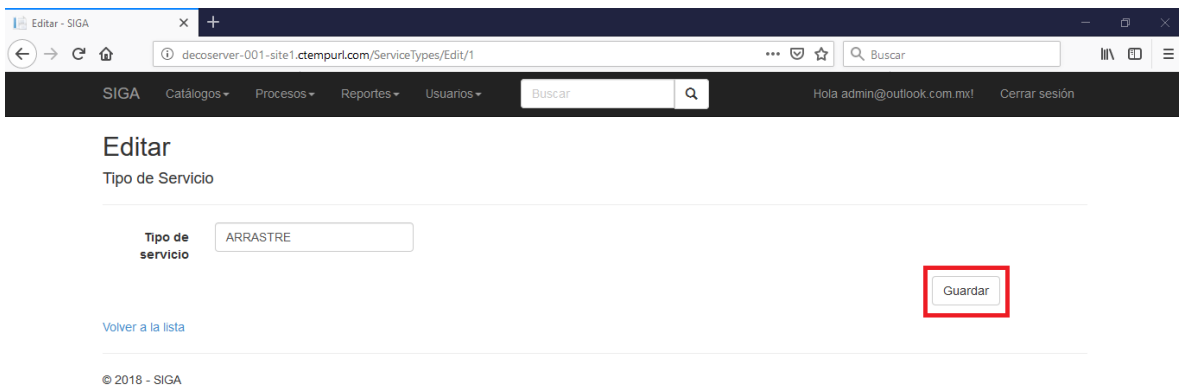 Editar - SIGA
decoserver-001-site1.ctempurl.com/ServiceTypes/Edit/1
Buscar
SIGA Catálogos Procesos Reportes Usuarios Buscar Hola admin@outlook.com.mx! Cerrar sesión
Editar
Tipo de Servicio
Tipo de servicio
ARRASTRE
Guardar
Volver a la lista
© 2018 - SIGA